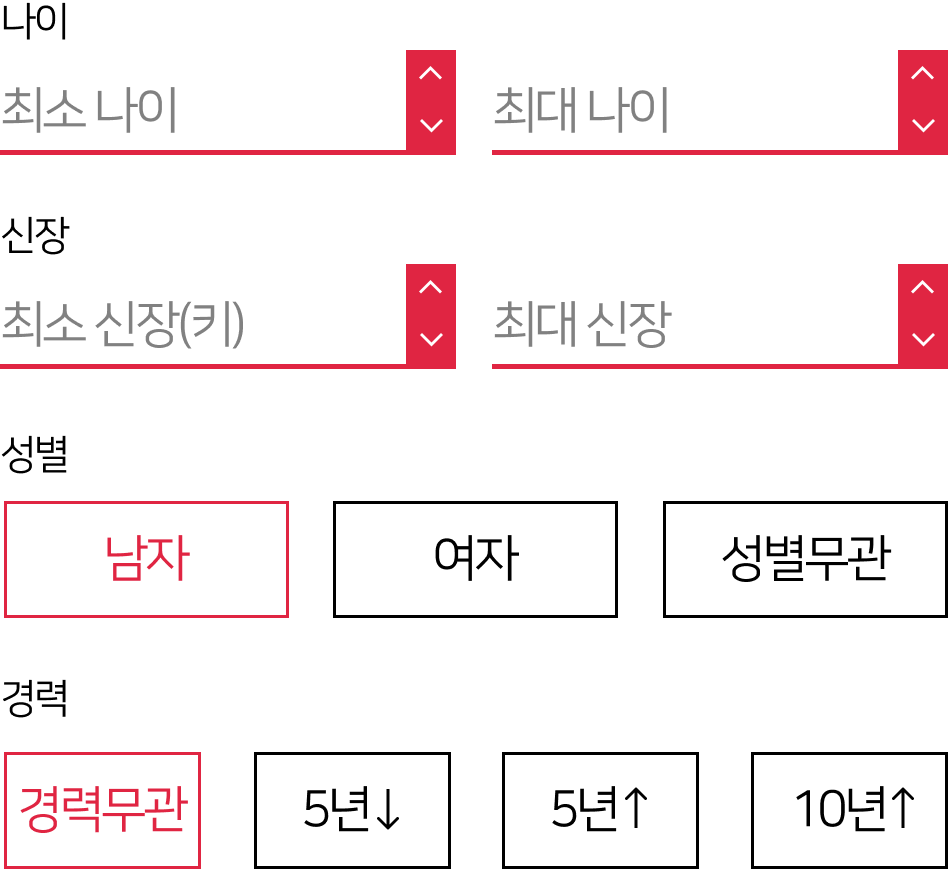 나이
최소 나이 최대 나이
신장
최소 신장(키) 최대 신장
성별
남자 여자 성별무관
경력
경력무관 5년↓ 5년↑ 10년↑